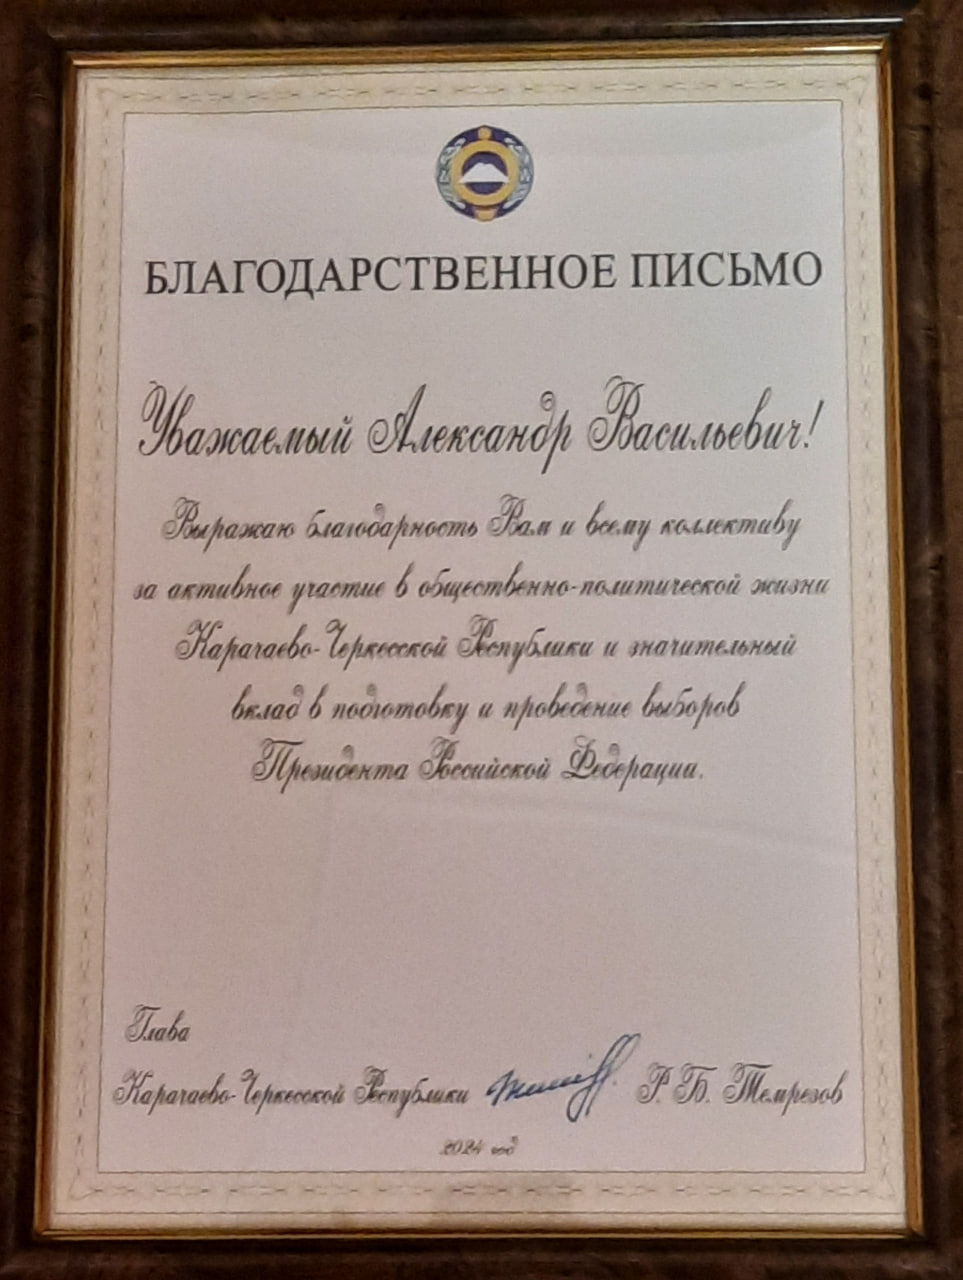 БЛАГОДАРСТВЕННОЕ ПИСЬМО
Уважаемый Александр Васильевич!
Выражаю благодарность Вам и всему коллективу
за активное участие в общественно-политической жизни
Карачаево-Черкесской Республики и значительный
вклад в подготовку и проведение выборов
Президента Российской Федерации.
Глава
Карачаево-Черкесской Республики Р. Б. Темрезов
2024 год